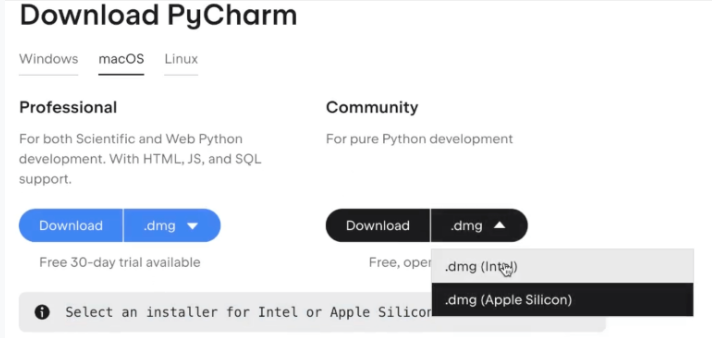 Download PyCharm
Windows macOS Linux
Professional
For both Scientific and Web Python
development. With HTML, JS, and SQL
support.
Download .dmg
Free 30-day trial available
Community
For pure Python development
Download .dmg
Free,
.dmg (Intel)
.dmg (Apple Silicon)
Select an installer for Intel or Apple Silicon